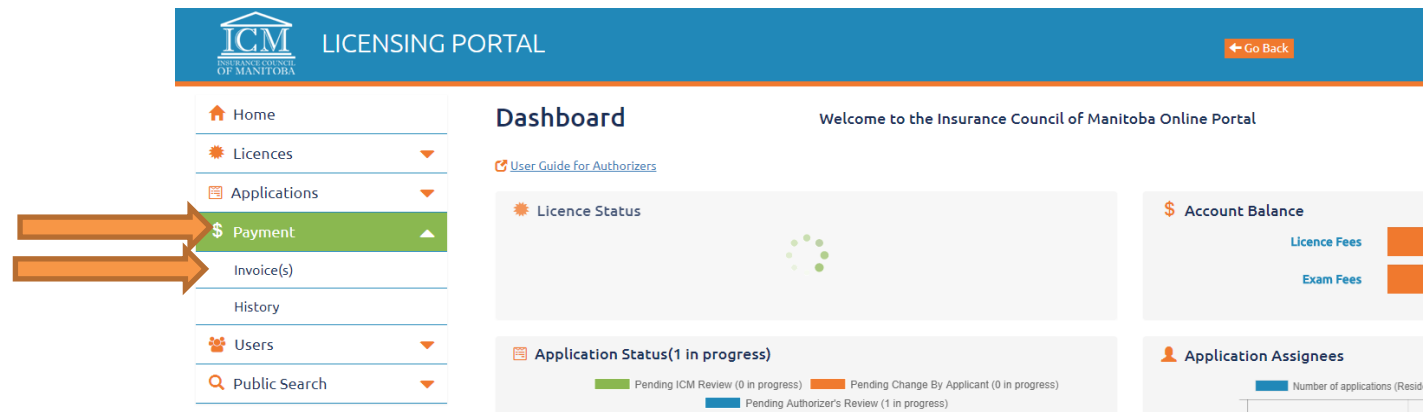 ICM
INSURANCE COUNCIL
OF MANITOBA
LICENSING PORTAL
Go Back
Home
Licences
Applications
$ Payment
Invoice(s)
History
Users
Public Search
Dashboard
Welcome to the Insurance Council of Manitoba Online Portal
User Guide for Authorizers
Licence Status
$ Account Balance
Licence Fees
Exam Fees
Application Status(1 in progress)
Pending ICM Review (0 in progress) Pending Change By Applicant (0 in progress)
Pending Authorizer's Review (1 in progress)
Application Assignees
Number of applications (Reside